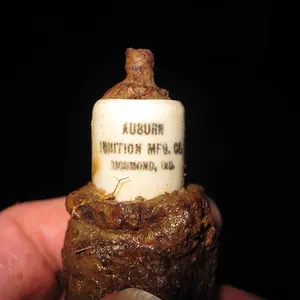 AUBURN
IGNITION MFG. CO.
RICHMOND, IND.